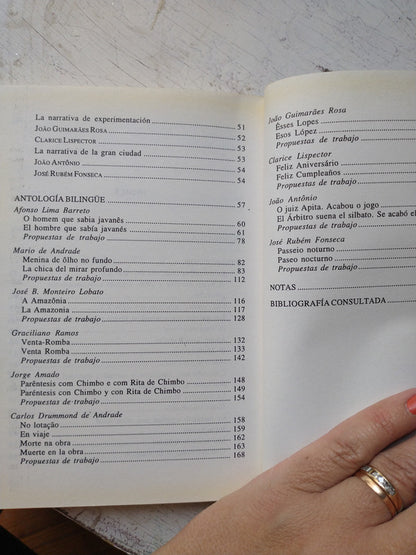 La narrativa de experimentación ........ 51
JOÃO GUIMARÃES ROSA ........ 52
CLARICE LISPECTOR ........ 53
La narrativa de la gran ciudad ........ 53
JOÃO ANTÔNIO ........ 54
JOSÉ RUBÉM FONSECA ........ 54
ANTOLOGÍA BILINGÜE ........ 57
Afonso Lima Barreto
O homem que sabia javanês ........ 60
El hombre que sabía javanés ........ 61
Propuestas de trabajo ........ 78
Mario de Andrade
Menina de ôlho no fundo ........ 82
La chica del mirar profundo ........ 83
Propuestas de trabajo ........ 112
José B. Monteiro Lobato
A Amazônia ........ 116
La Amazonia ........ 117
Propuestas de trabajo ........ 128
Graciliano Ramos
Venta-Romba ........ 132
Venta Romba ........ 133
Propuestas de trabajo ........ 142
Jorge Amado
Parêntesis com Chimbo e com Rita de Chimbo ........ 148
Paréntesis con Chimbo y con Rita de Chimbo ........ 149
Propuestas de trabajo ........ 154
Carlos Drummond de Andrade
No lotação ........ 158
En viaje ........ 159
Morte na obra ........ 162
Muerte en la obra ........ 163
Propuestas de trabajo ........ 168
João Guimarães Rosa
Êsses Lopes ........
Esos López ........
Propuestas de trabajo ........
Clarice Lispector
Feliz Aniversário ........
Feliz Cumpleaños ........
Propuestas de trabajo ........
João Antônio
O juiz Apita. Acabou o jogo ........
El Árbitro suena el silbato. Se acabó el
Propuestas de trabajo ........
José Rubém Fonseca
Passeio noturno ........
Paseo nocturno ........
Propuestas de trabajo ........
NOTAS ........
BIBLIOGRAFÍA CONSULTADA ........